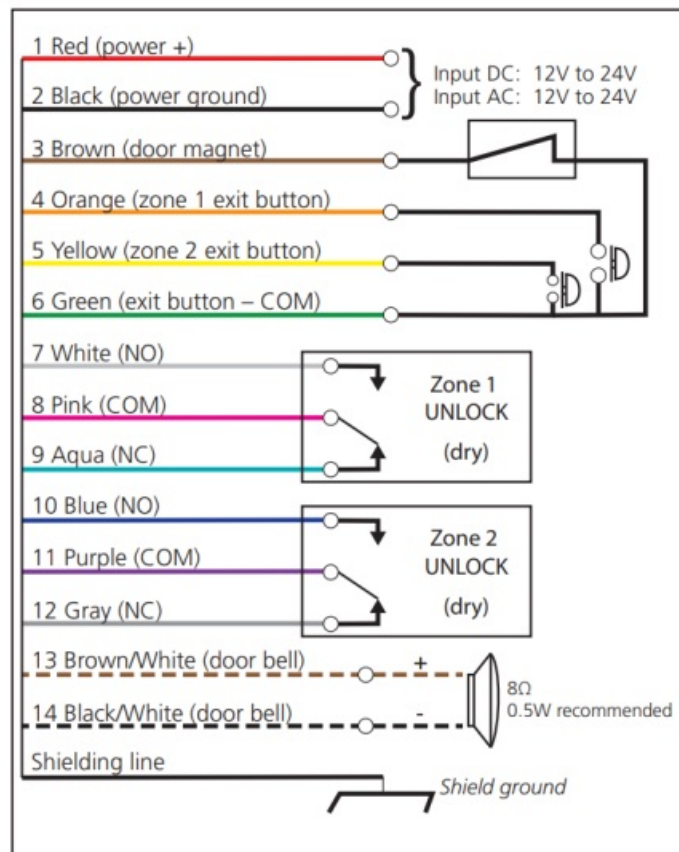 1 Red (power +)
Input DC: 12V to 24V
Input AC: 12V to 24V
2 Black (power ground)
3 Brown (door magnet)
4 Orange (zone 1 exit button)
5 Yellow (zone 2 exit button)
6 Green (exit button – COM)
7 White (NO)
8 Pink (COM)
9 Aqua (NC)
Zone 1
UNLOCK
(dry)
10 Blue (NO)
11 Purple (COM)
12 Gray (NC)
Zone 2
UNLOCK
(dry)
13 Brown/White (door bell)
+
14 Black/White (door bell)
-
8Ω
0.5W recommended
Shielding line
Shield ground